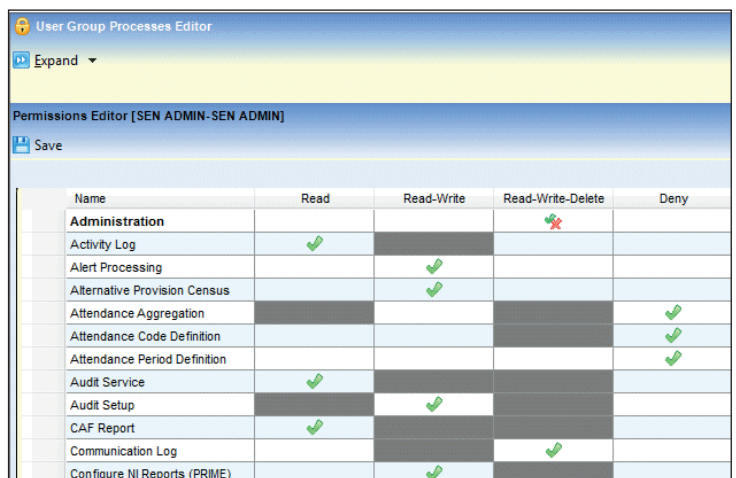 User Group Processes Editor
Expand
Permissions Editor [SEN ADMIN-SEN ADMIN]
Save
Name Read Read-Write Read-Write-Delete Deny
Administration
Activity Log
Alert Processing
Alternative Provision Census
Attendance Aggregation
Attendance Code Definition
Attendance Period Definition
Audit Service
Audit Setup
CAF Report
Communication Log
Configure NI Reports (PRIME)